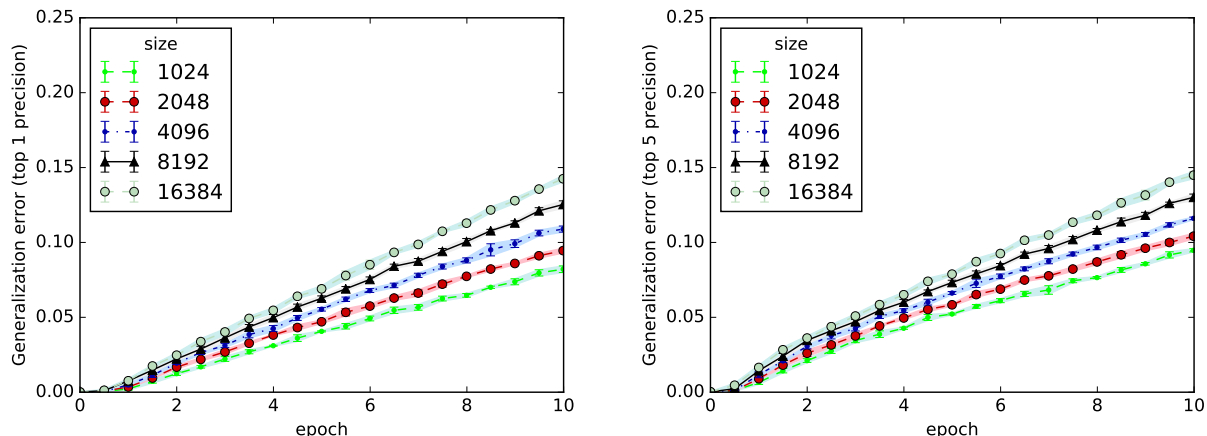 Generalization error (top 1 precision)
0.25
0.20
0.15
0.10
0.05
0.00
size
1024
2048
4096
8192
16384
0 2 4 6 8 10
epoch
Generalization error (top 5 precision)
0.25
0.20
0.15
0.10
0.05
0.00
size
1024
2048
4096
8192
16384
0 2 4 6 8 10
epoch